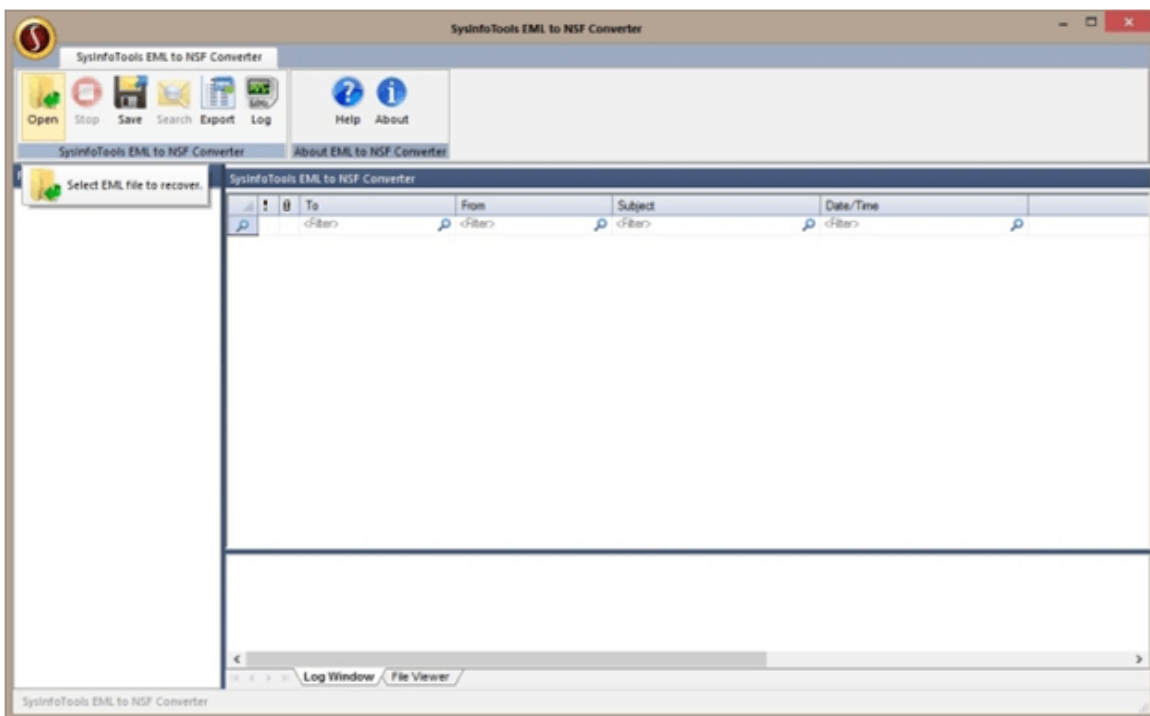 SysInfoTools EML to NSF Converter
SysInfoTools EML to NSF Converter
Open Stop Save Search Export Log Help About
SysInfoTools EML to NSF Converter About EML to NSF Converter
Select EML file to recover.
SysInfoTools EML to NSF Converter
! To From Subject Date/Time
<Filter> <Filter> <Filter> <Filter>
Log Window File Viewer
SysInfoTools EML to NSF Converter